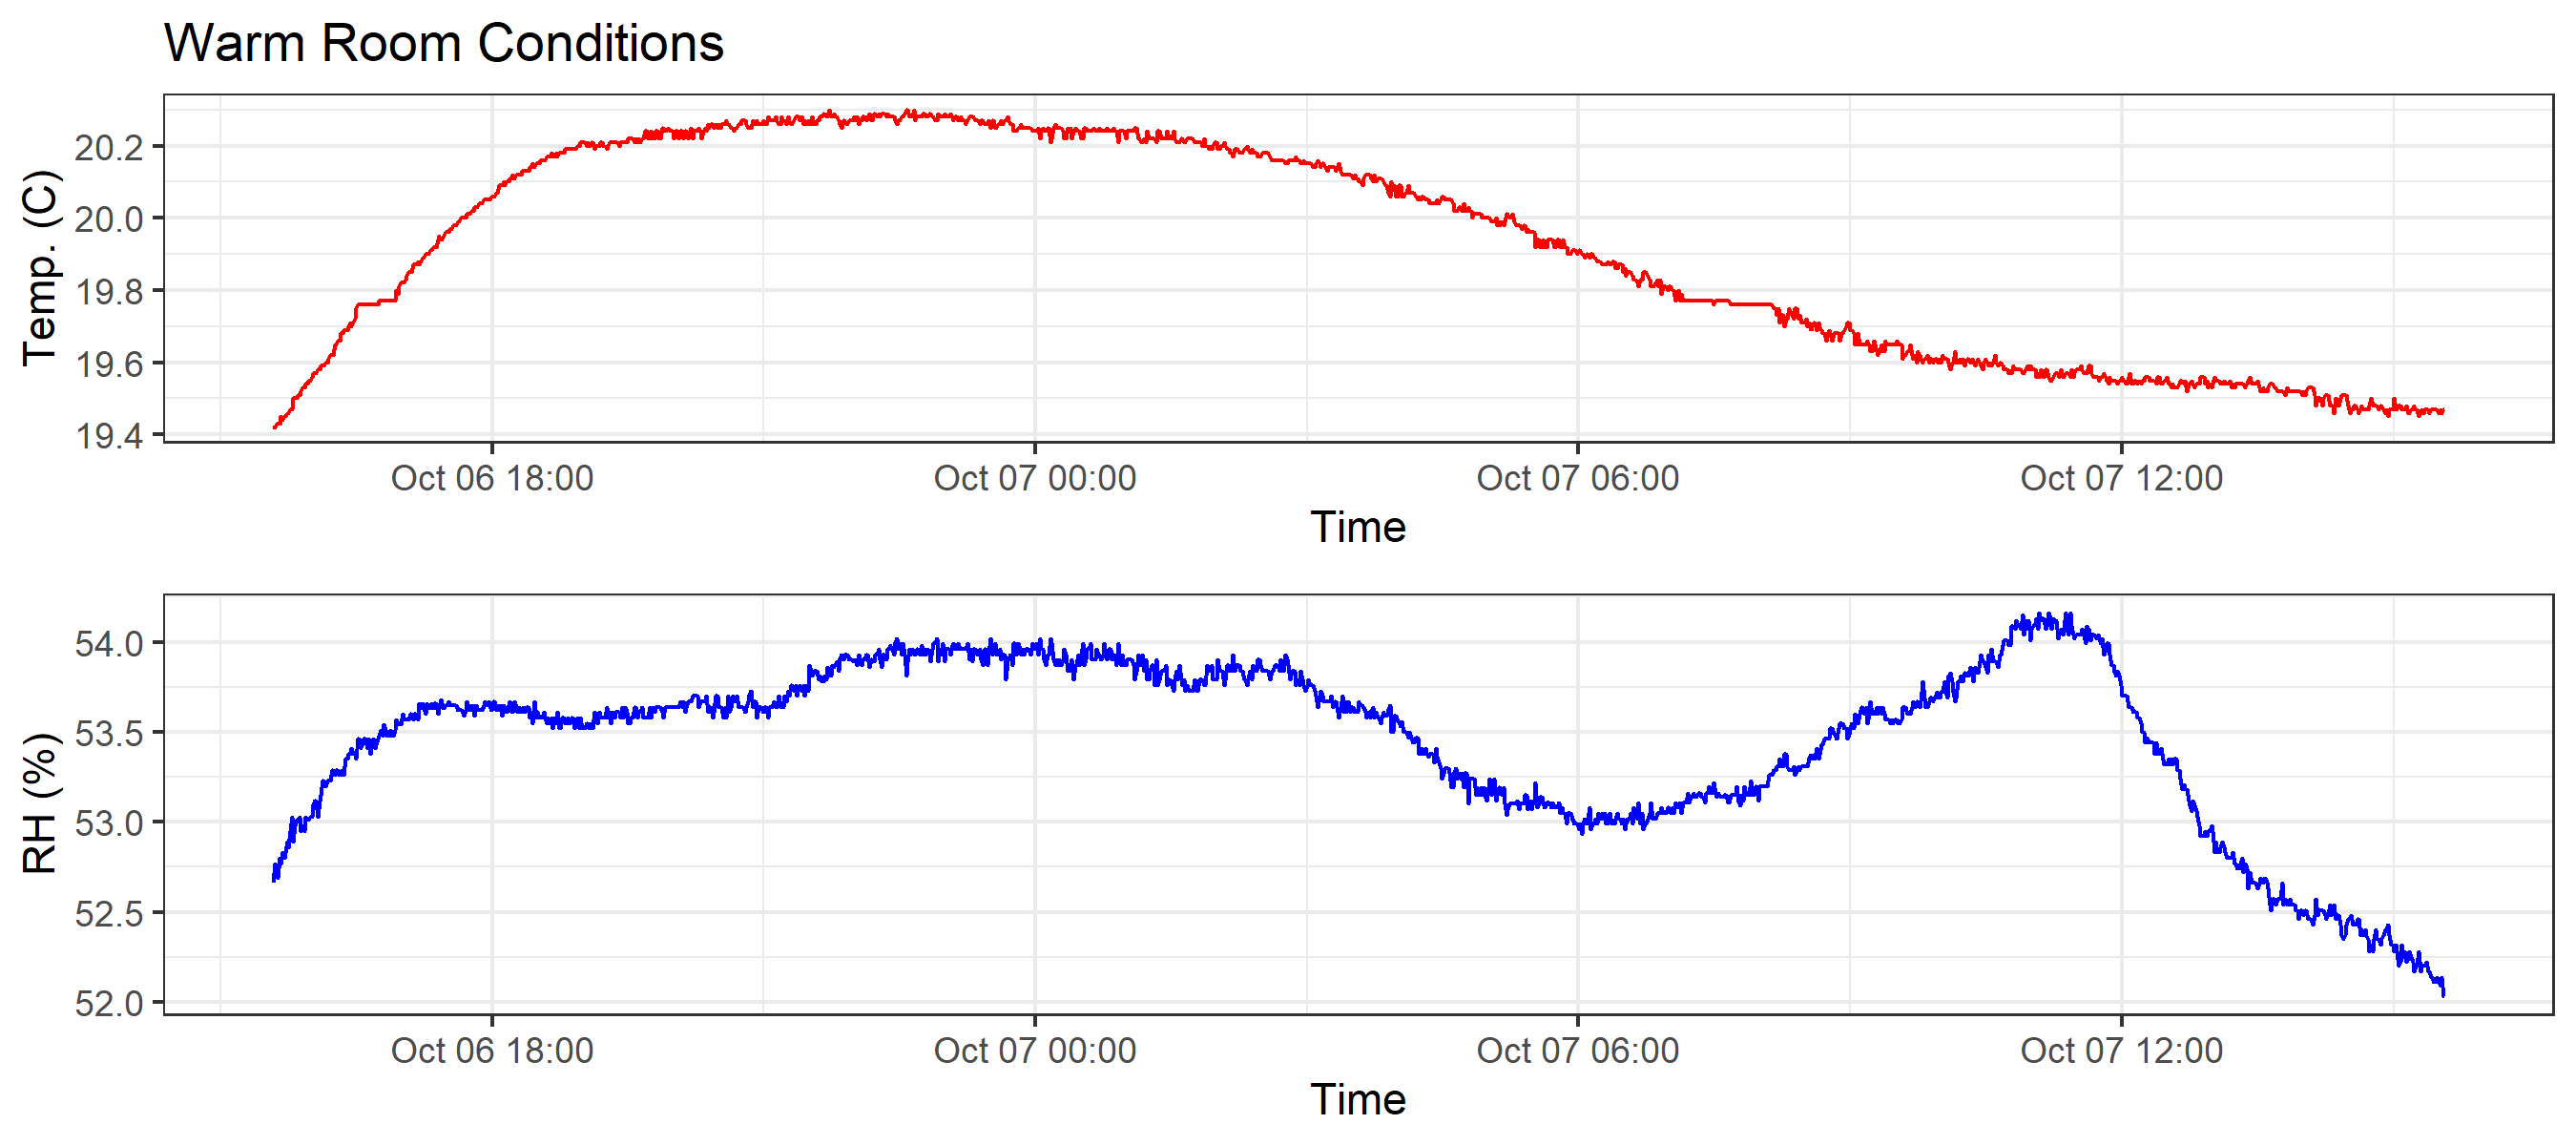 Warm Room Conditions
Temp. (C)
20.2
20.0
19.8
19.6
19.4
Oct 06 18:00 Oct 07 00:00 Oct 07 06:00 Oct 07 12:00
Time
RH (%)
54.0
53.5
53.0
52.5
52.0
Oct 06 18:00 Oct 07 00:00 Oct 07 06:00 Oct 07 12:00
Time